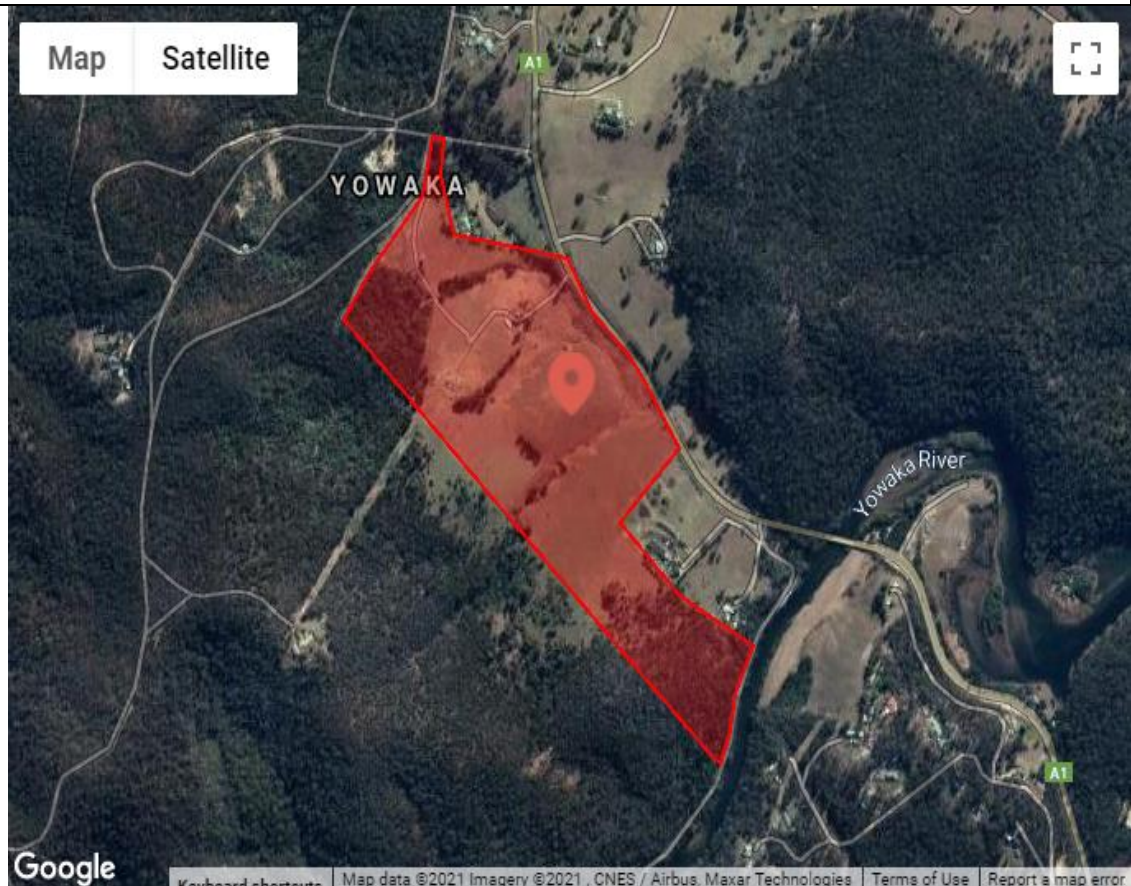 Map Satellite
A1
YOWAKA
Yowaka River
A1
Google
Keyboard shortcuts Map data ©2021 Imagery ©2021 , CNES / Airbus, Maxar Technologies Terms of Use Report a map error